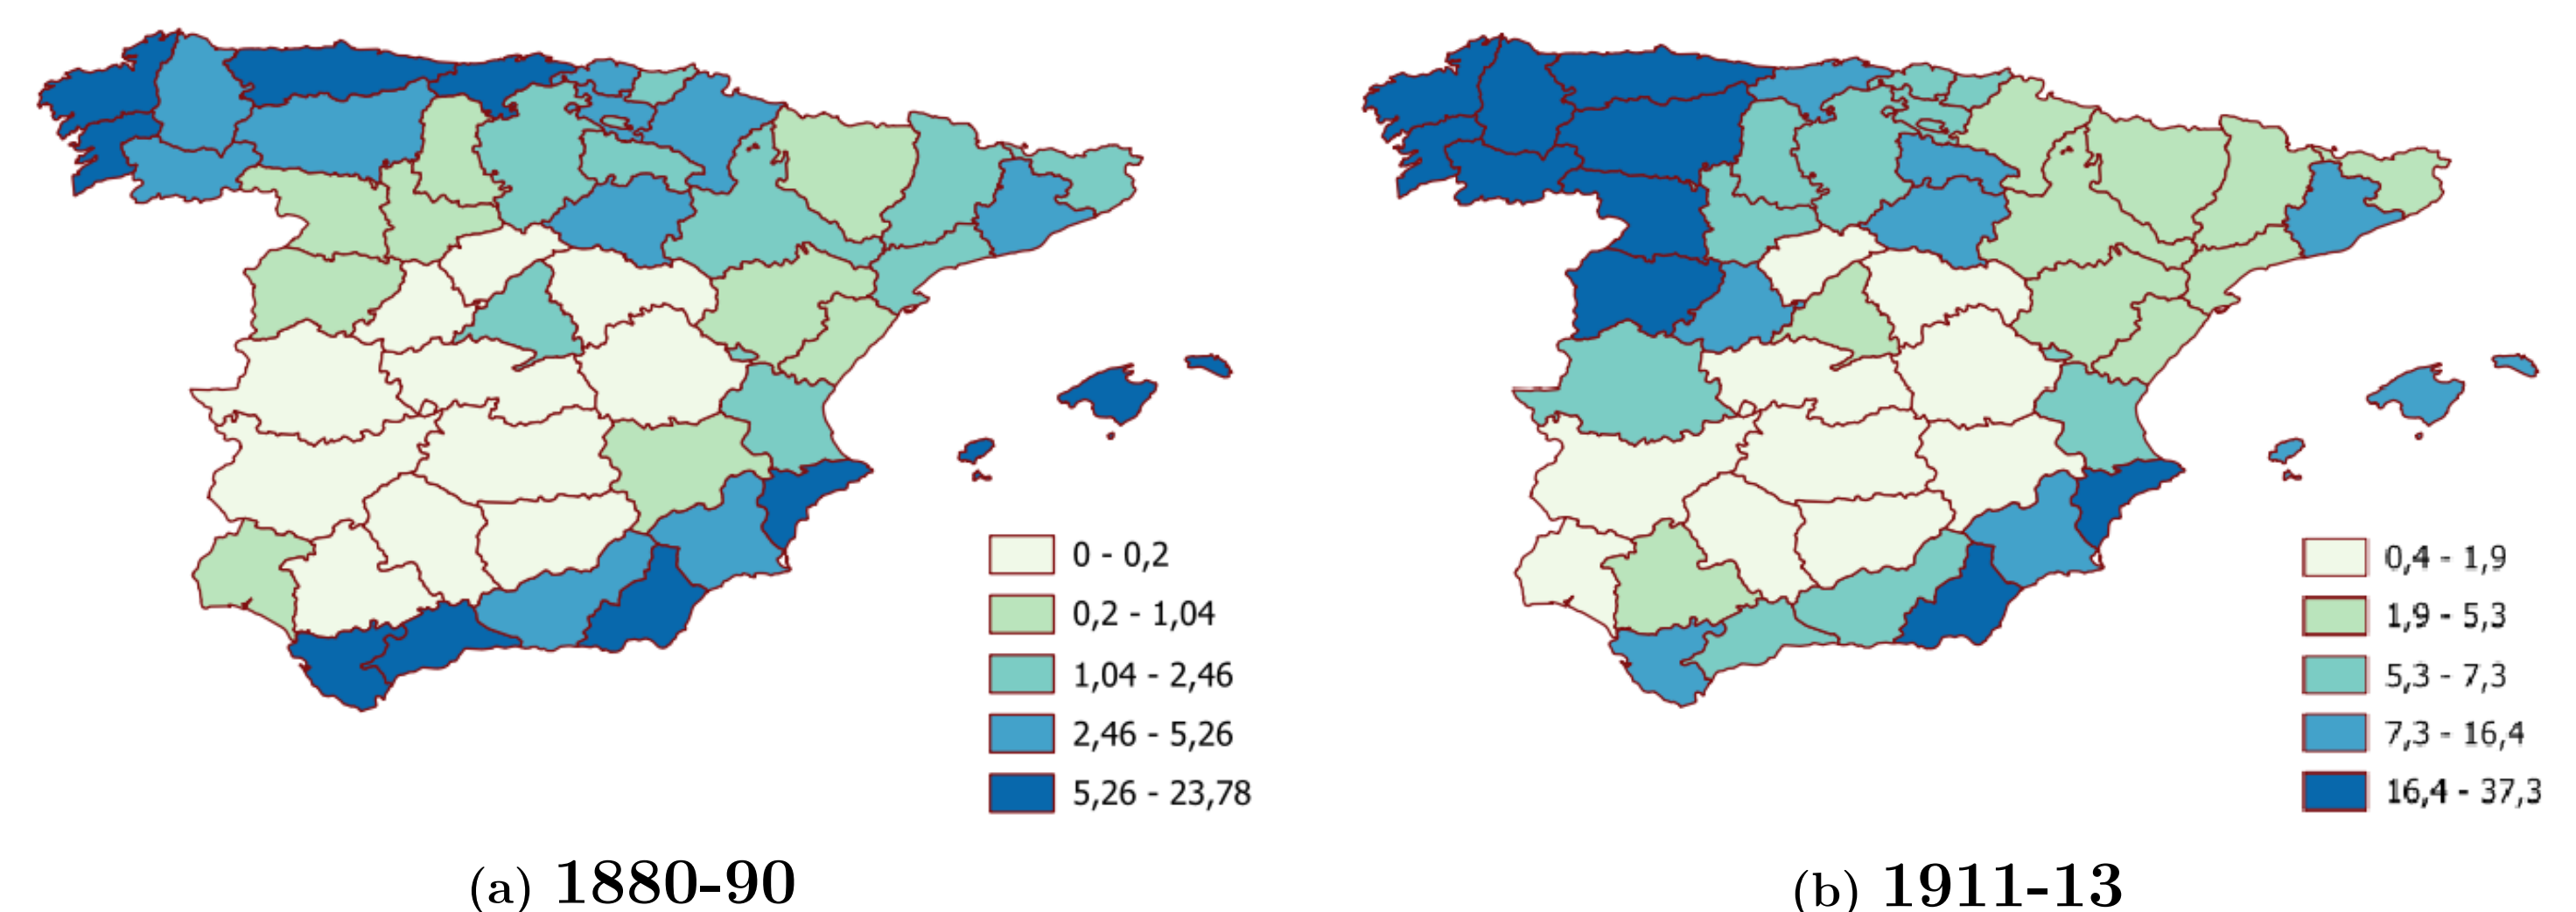 0 - 0,2
0,2 - 1,04
1,04 - 2,46
2,46 - 5,26
5,26 - 23,78
(a) 1880-90
0,4 - 1,9
1,9 - 5,3
5,3 - 7,3
7,3 - 16,4
16,4 - 37,3
(b) 1911-13